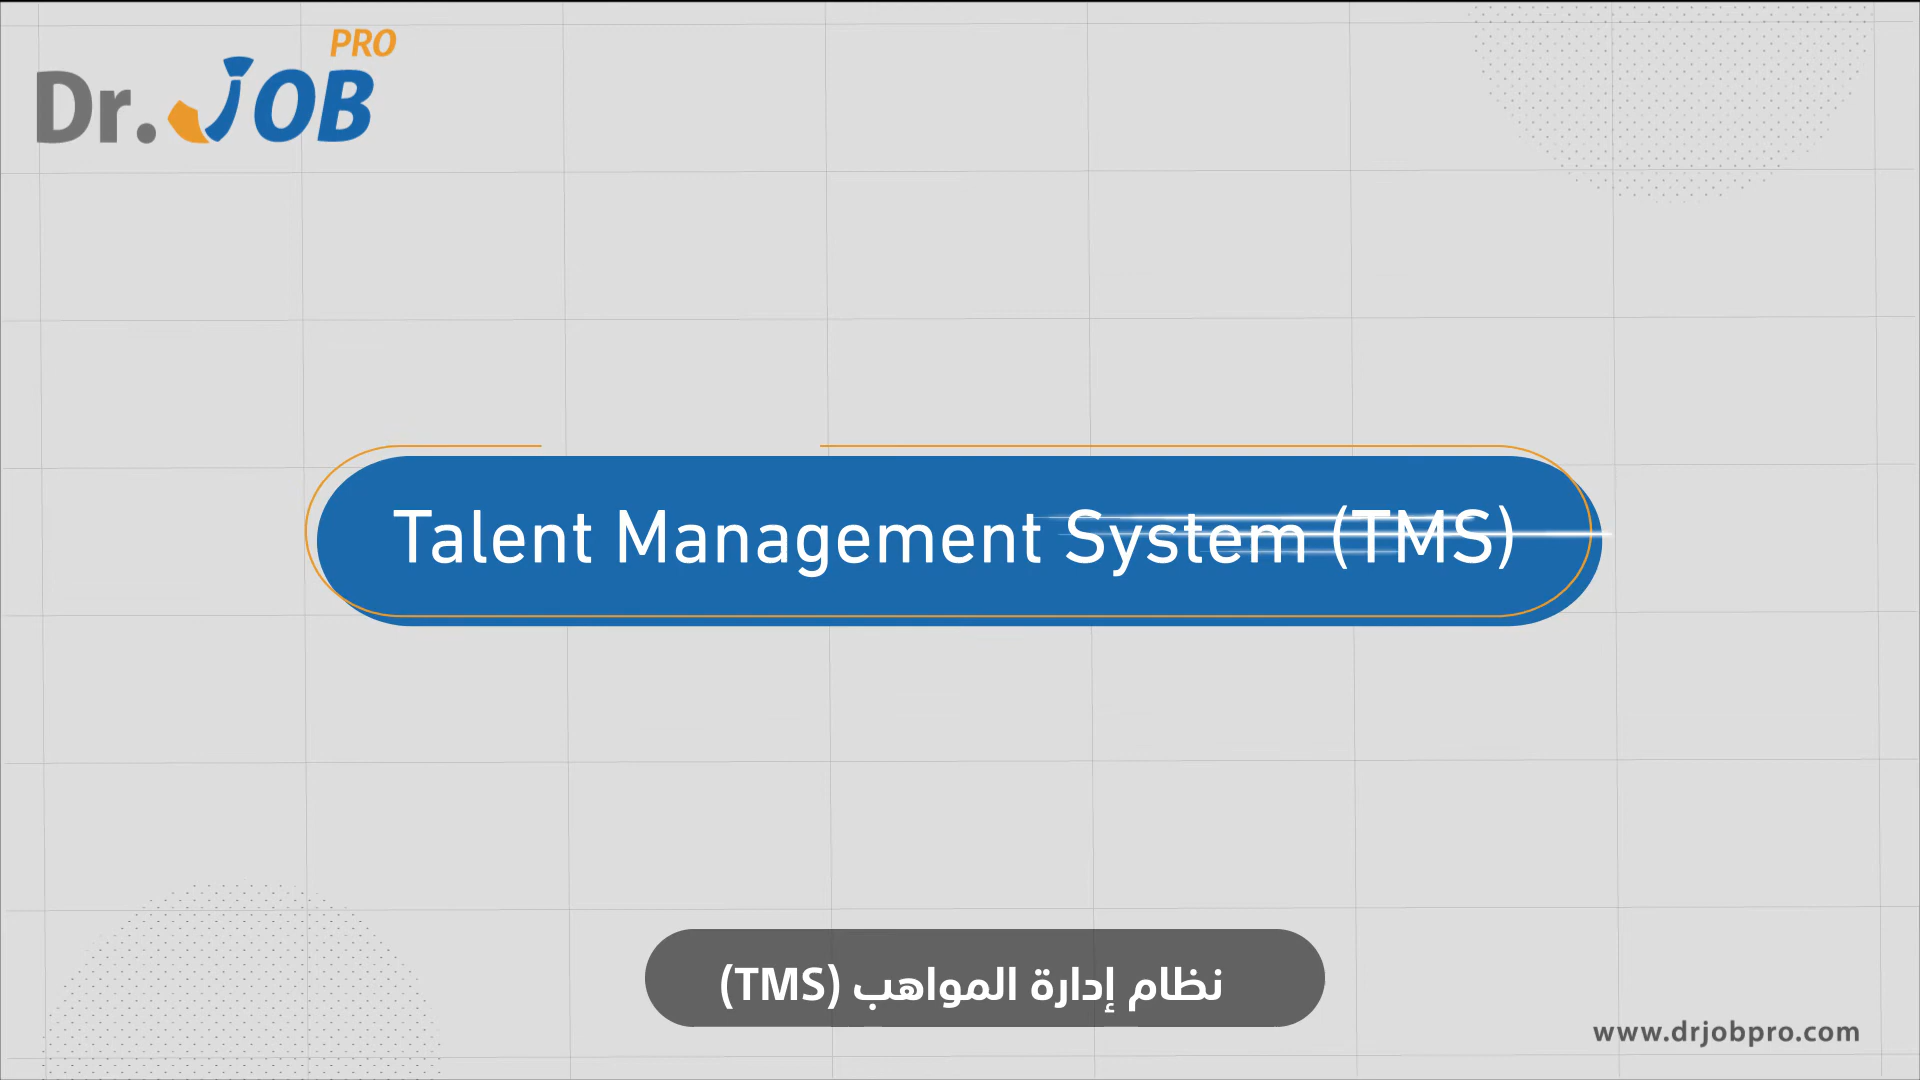 PRO
Dr. JOB
Talent Management System (TMS)
نظام إدارة المواهب (TMS)
www.drjobpro.com